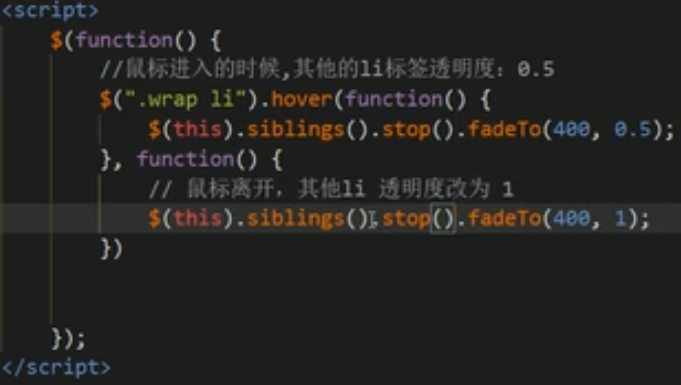 <script>
$(function() {
//鼠标进入的时候,其他的li标签透明度：0.5
$(".wrap li").hover(function() {
$(this).siblings().stop().fadeTo(400, 0.5);
}, function() {
// 鼠标离开，其他li 透明度改为 1
$(this).siblings().stop().fadeTo(400, 1);
})
});
</script>